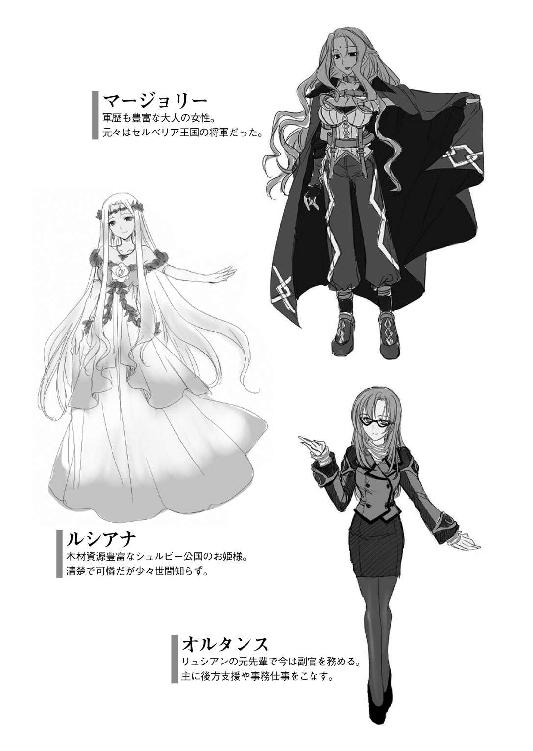 マージョリー
軍歴も豊富な大人の女性。
元々はセルベリア王国の将軍だった。
ルシアナ
木材資源豊富なシュルビー公国のお姫様。
清楚で可憐だが少々世間知らず。
オルタンス
リュシアンの元先輩で今は副官を務める。
主に後方支援や事務仕事をこなす。